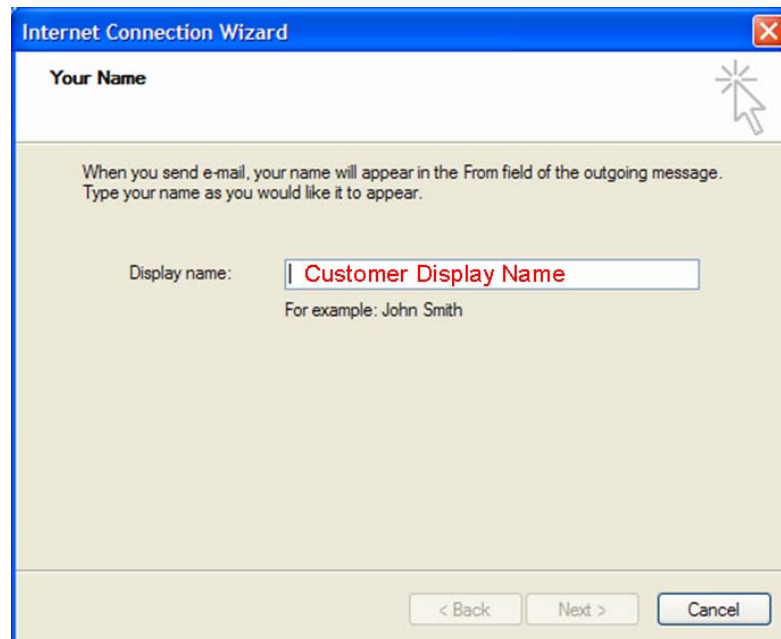 Internet Connection Wizard
Your Name
When you send e-mail, your name will appear in the From field of the outgoing message.
Type your name as you would like it to appear.
Display name: Customer Display Name
For example: John Smith
< Back Next > Cancel